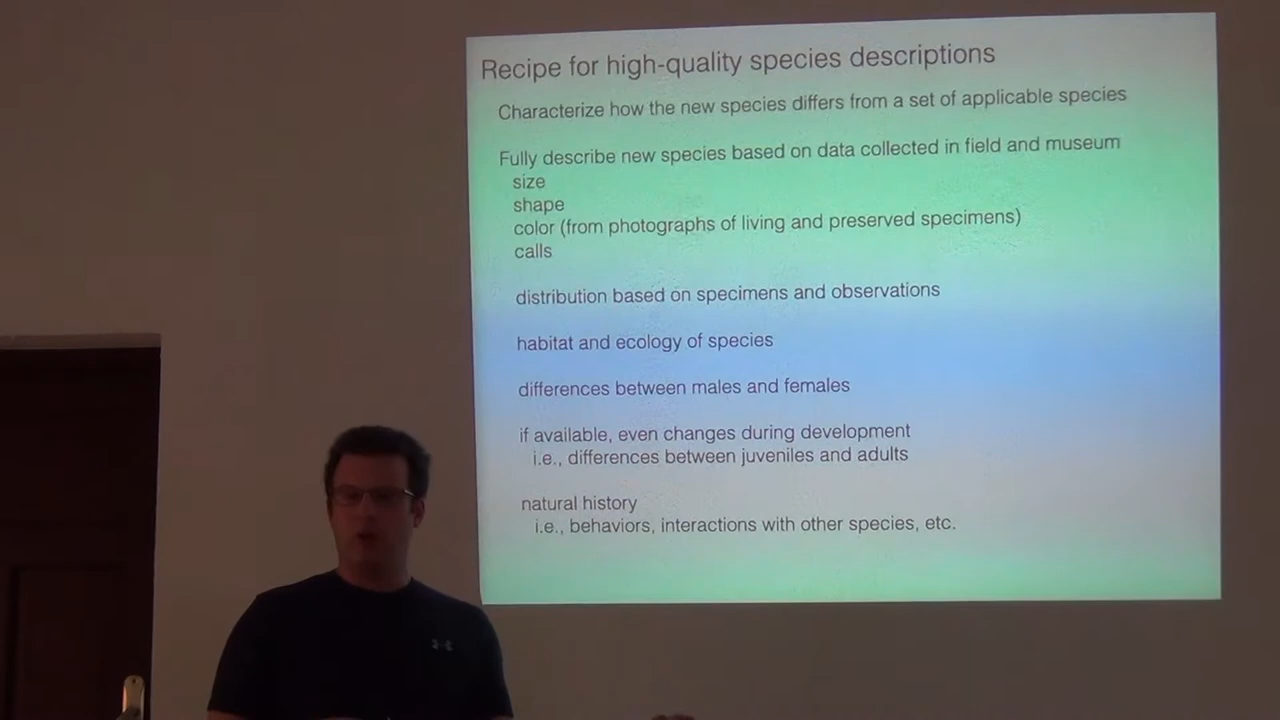 Recipe for high-quality species descriptions
Characterize how the new species differs from a set of applicable species
Fully describe new species based on data collected in field and museum
size
shape
color (from photographs of living and preserved specimens)
calls
distribution based on specimens and observations
habitat and ecology of species
differences between males and females
if available, even changes during development
i.e., differences between juveniles and adults
natural history
i.e., behaviors, interactions with other species, etc.